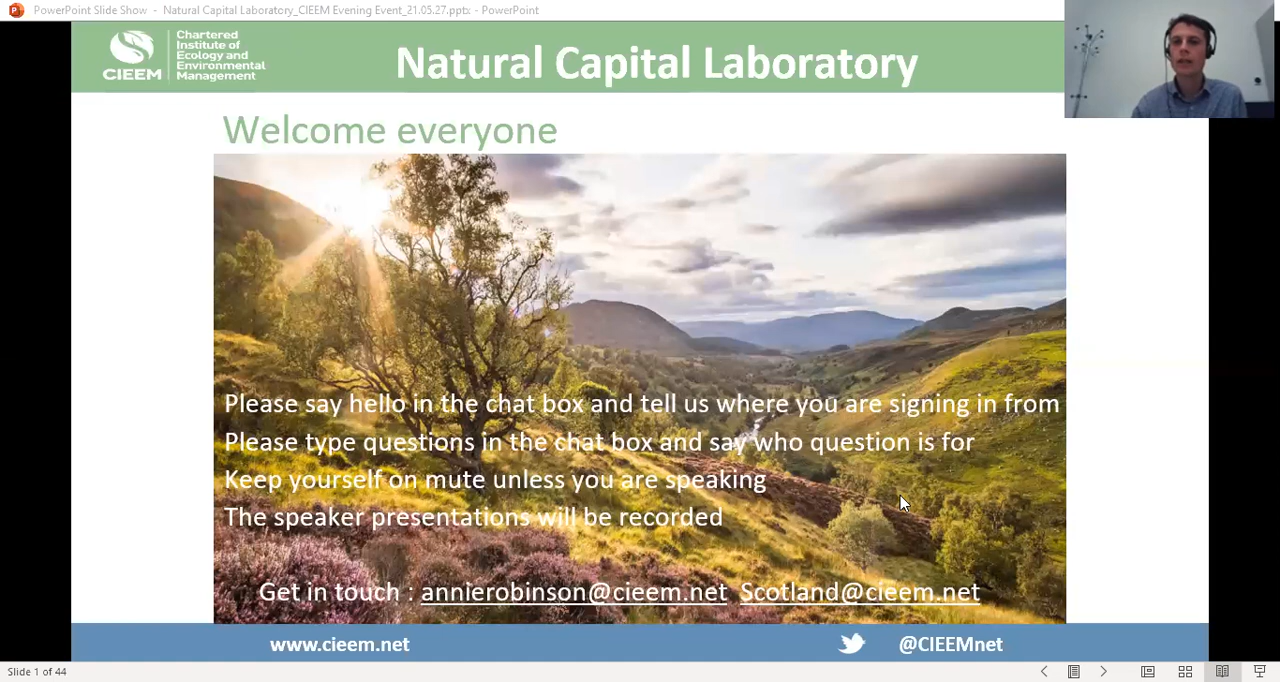 PowerPoint Slide Show - Natural Capital Laboratory_CIEEM Evening Event_21.05.27.pptx - PowerPoint
CIEEM
Chartered
Institute of
Ecology and
Environmental
Management
Natural Capital Laboratory
Welcome everyone
Please say hello in the chat box and tell us where you are signing in from
Please type questions in the chat box and say who question is for
Keep yourself on mute unless you are speaking
The speaker presentations will be recorded
Get in touch : annierobinson@cieem.net Scotland@cieem.net
www.cieem.net
@CIEEMnet
Slide 1 of 44